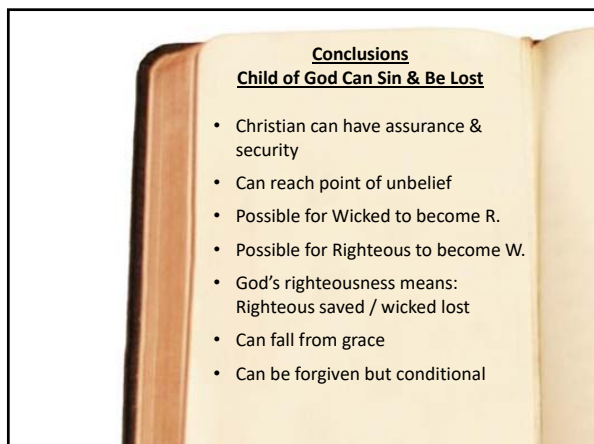 Conclusions
Child of God Can Sin & Be Lost
• Christian can have assurance &
security
• Can reach point of unbelief
• Possible for Wicked to become R.
• Possible for Righteous to become W.
• God’s righteousness means:
Righteous saved / wicked lost
• Can fall from grace
• Can be forgiven but conditional